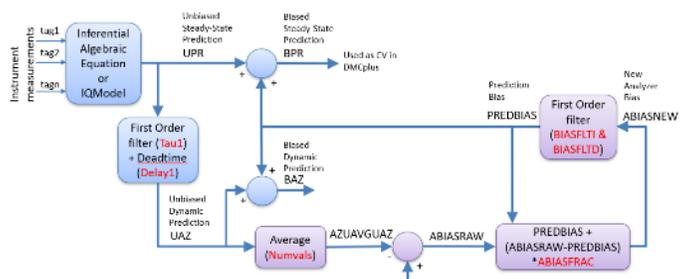 Instrument
measurements
tag1
tag2
tagn
Inferential
Algebraic
Equation
or
IQModel
Unbiased
Steady-State
Prediction
UPR
Biased
Steady State
Prediction
BPR
Used as CV in
DMCplus
+
+
First Order
filter (Tau1)
+ Deadtime
(Delay1)
Unbiased
Dynamic
Prediction
UAZ
Biased
Dynamic
Prediction
BAZ
+
+
Prediction
Bias
PREDBIAS
First Order
filter
(BIASFLTI &
BIASFLTD)
New
Analyzer
Bias
ABIASNEW
Average
(Numvals)
AZUAVGUAZ
-
+
ABIASRAW
PREDBIAS +
(ABIASRAW-PREDBIAS)
*ABIASFRAC